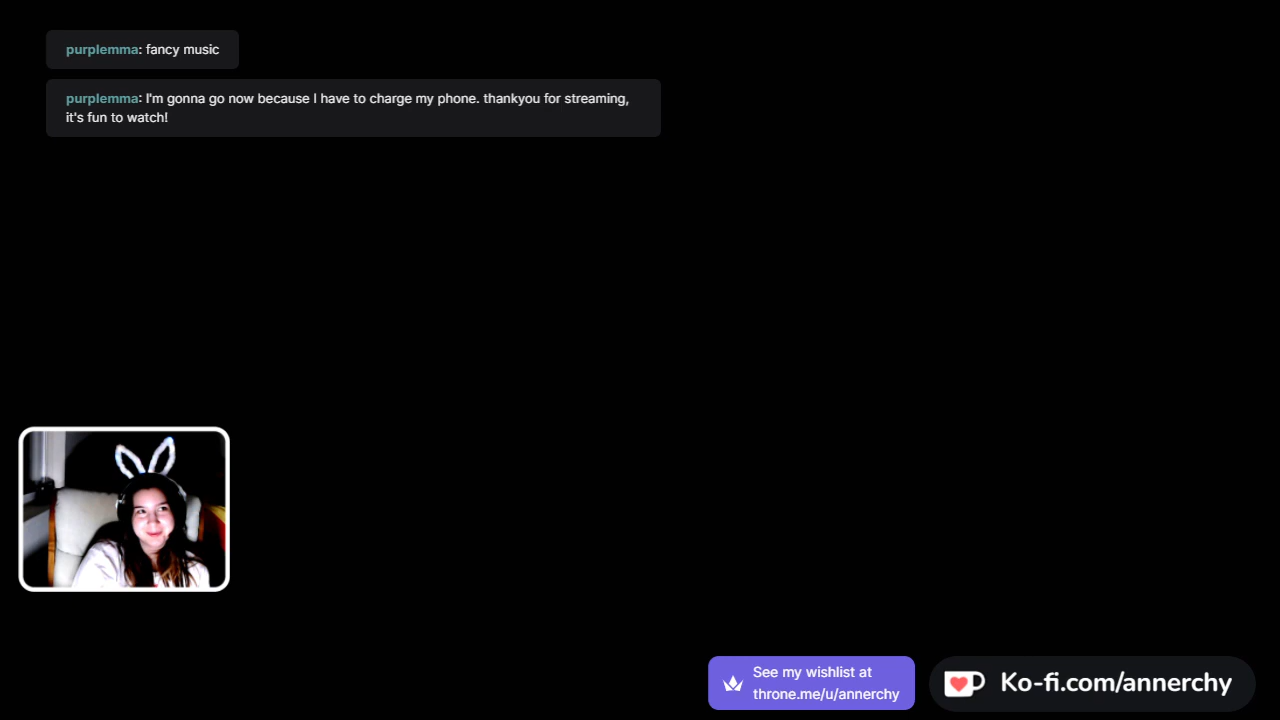 purplemma: fancy music
purplemma: I'm gonna go now because I have to charge my phone. thankyou for streaming,
it's fun to watch!
See my wishlist at
throne.me/u/annerchy
Ko-fi.com/annerchy